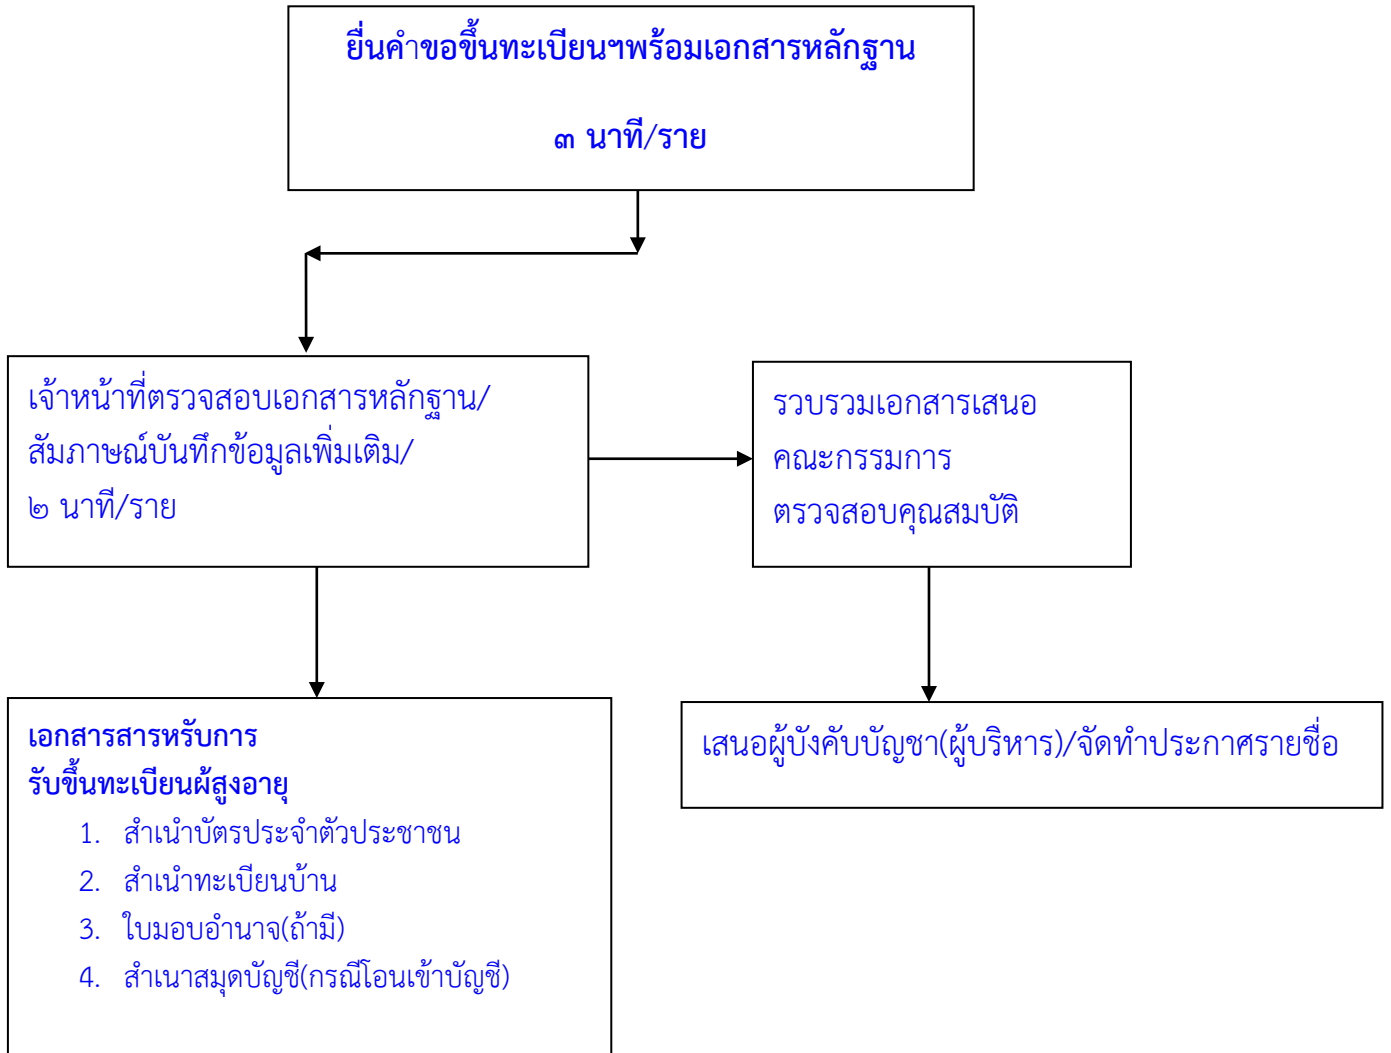 ยื่นคำขอขึ้นทะเบียนฯพร้อมเอกสารหลักฐาน
๓ นาที/ราย
เจ้าหน้าที่ตรวจสอบเอกสารหลักฐาน/
สัมภาษณ์บันทึกข้อมูลเพิ่มเติม/
๒ นาที/ราย
รวบรวมเอกสารเสนอ
คณะกรรมการ
ตรวจสอบคุณสมบัติ
เอกสารสารหรับการ
รับขึ้นทะเบียนผ้สูงอายุ
1. สำเนำบัตรประจำตัวประชาชน
2. สำเนำทะเบียนบ้าน
3. ใบมอบอำนาจ(ถ้ามี)
4. สำเนาสมุดบัญชี(กรณีโอนเข้าบัญชี)
เสนอผู้บังคับบัญชา(ผู้บริหาร)/จัดทำประกาศรายชื่อ